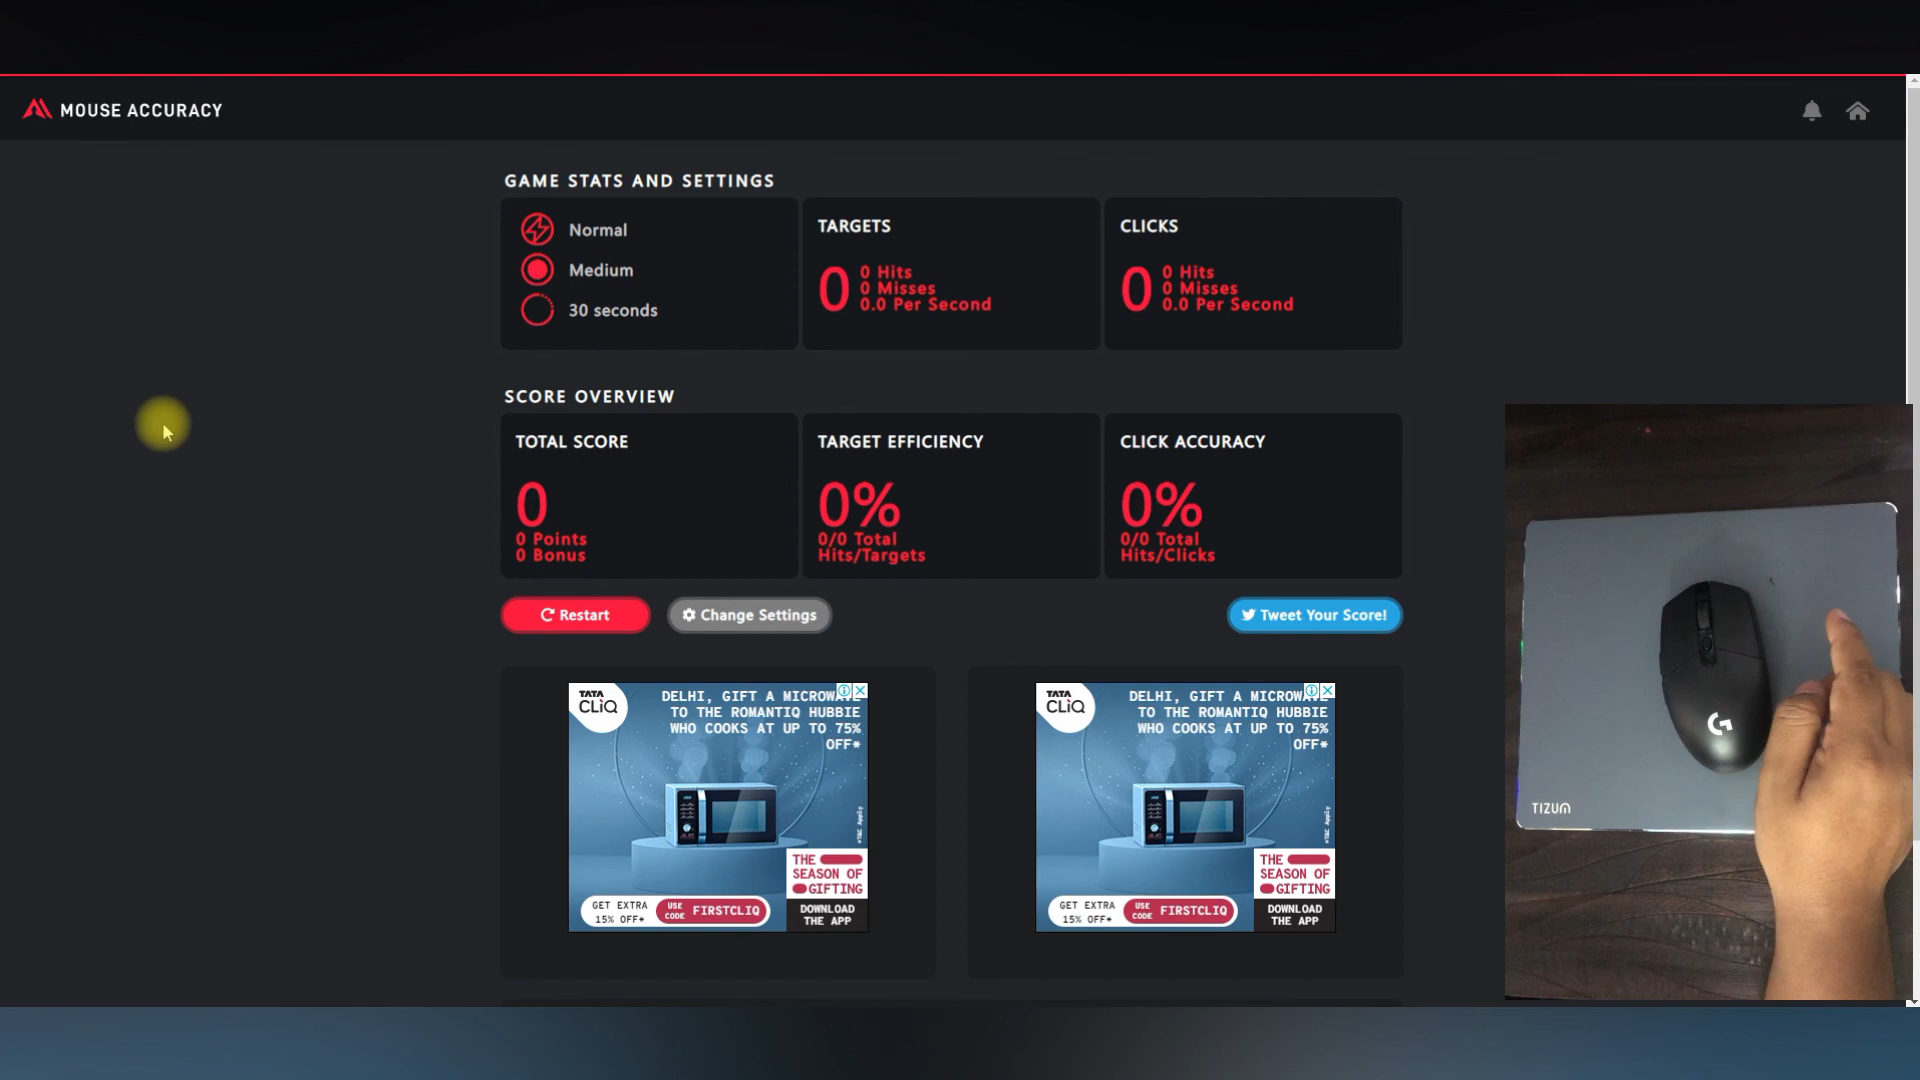 MOUSE ACCURACY
GAME STATS AND SETTINGS
Normal
Medium
30 seconds
TARGETS
0
0 Hits
0 Misses
0.0 Per Second
CLICKS
0
0 Hits
0 Misses
0.0 Per Second
SCORE OVERVIEW
TOTAL SCORE
0
0 Points
0 Bonus
TARGET EFFICIENCY
0%
0/0 Total
Hits/Targets
CLICK ACCURACY
0%
0/0 Total
Hits/Clicks
Restart
Change Settings
Tweet Your Score!
TATA
CLiQ
DELHI, GIFT A MICROWAVE
TO THE ROMANTIQ HUBBIE
WHO COOKS AT UP TO 75%
OFF*
*T&C Apply
THE
SEASON OF
GIFTING
GET EXTRA
15% OFF*
USE
CODE
FIRSTCLIQ
DOWNLOAD
THE APP
TATA
CLiQ
DELHI, GIFT A MICROWAVE
TO THE ROMANTIQ HUBBIE
WHO COOKS AT UP TO 75%
OFF*
*T&C Apply
THE
SEASON OF
GIFTING
GET EXTRA
15% OFF*
USE
CODE
FIRSTCLIQ
DOWNLOAD
THE APP
G
TIZUM